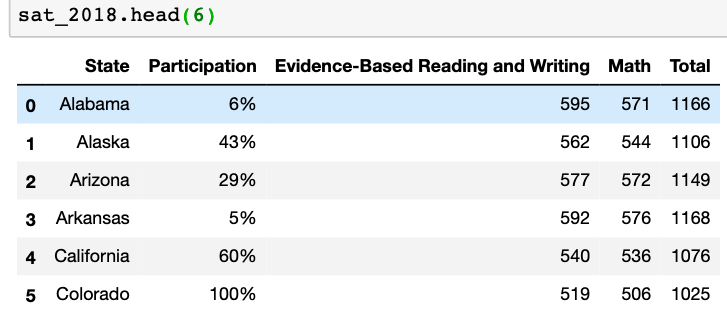 sat_2018.head(6)
State Participation Evidence-Based Reading and Writing Math Total
0 Alabama 6% 595 571 1166
1 Alaska 43% 562 544 1106
2 Arizona 29% 577 572 1149
3 Arkansas 5% 592 576 1168
4 California 60% 540 536 1076
5 Colorado 100% 519 506 1025